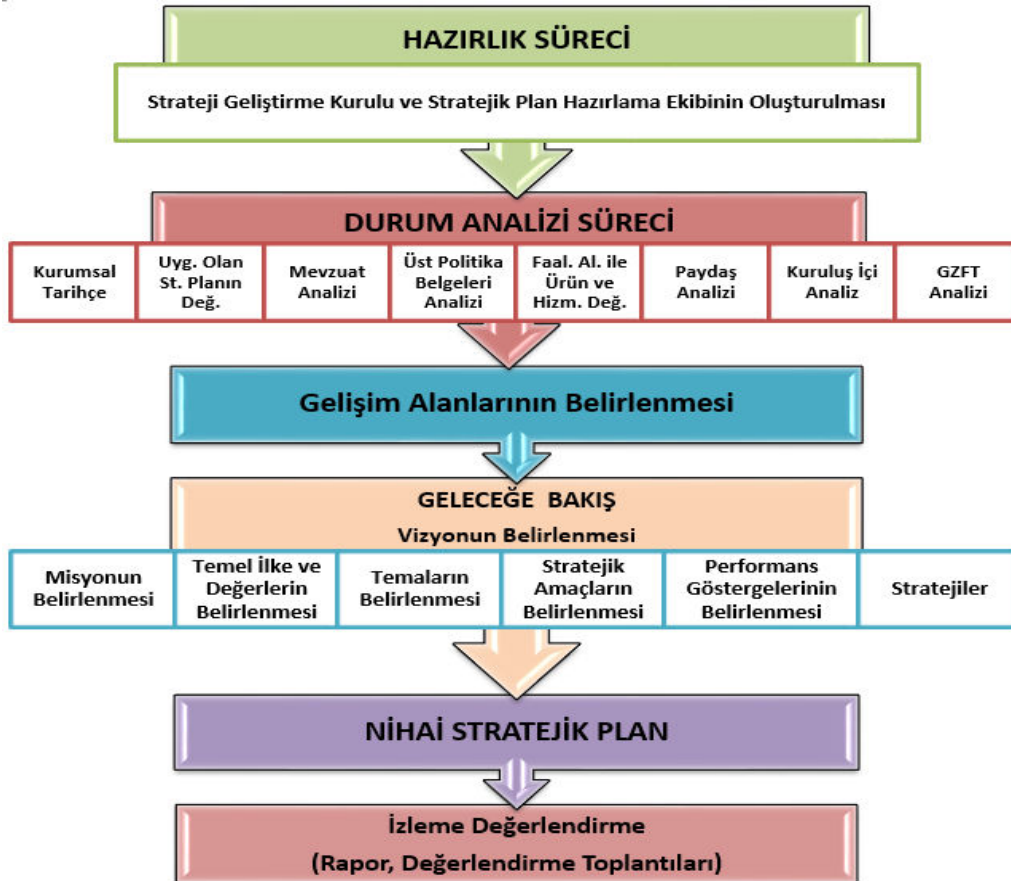 HAZIRLIK SÜRECİ
Strateji Geliştirme Kurulu ve Stratejik Plan Hazırlama Ekibinin Oluşturulması
DURUM ANALİZİ SÜRECİ
Kurumsal
Tarihçe
Uyg. Olan
St. Planın
Değ.
Mevzuat
Analizi
Üst Politika
Belgeleri
Analizi
Faal. Al. ile
Ürün ve
Hizm. Değ.
Paydaş
Analizi
Kuruluş İçi
Analiz
GZFT
Analizi
Gelişim Alanlarının Belirlenmesi
GELECEĞE BAKIŞ
Vizyonun Belirlenmesi
Misyonun
Belirlenmesi
Temel İlke ve
Değerlerin
Belirlenmesi
Temaların
Belirlenmesi
Stratejik
Amaçların
Belirlenmesi
Performans
Göstergelerinin
Belirlenmesi
Stratejiler
NİHAİ STRATEJİK PLAN
İzleme Değerlendirme
(Rapor, Değerlendirme Toplantıları)